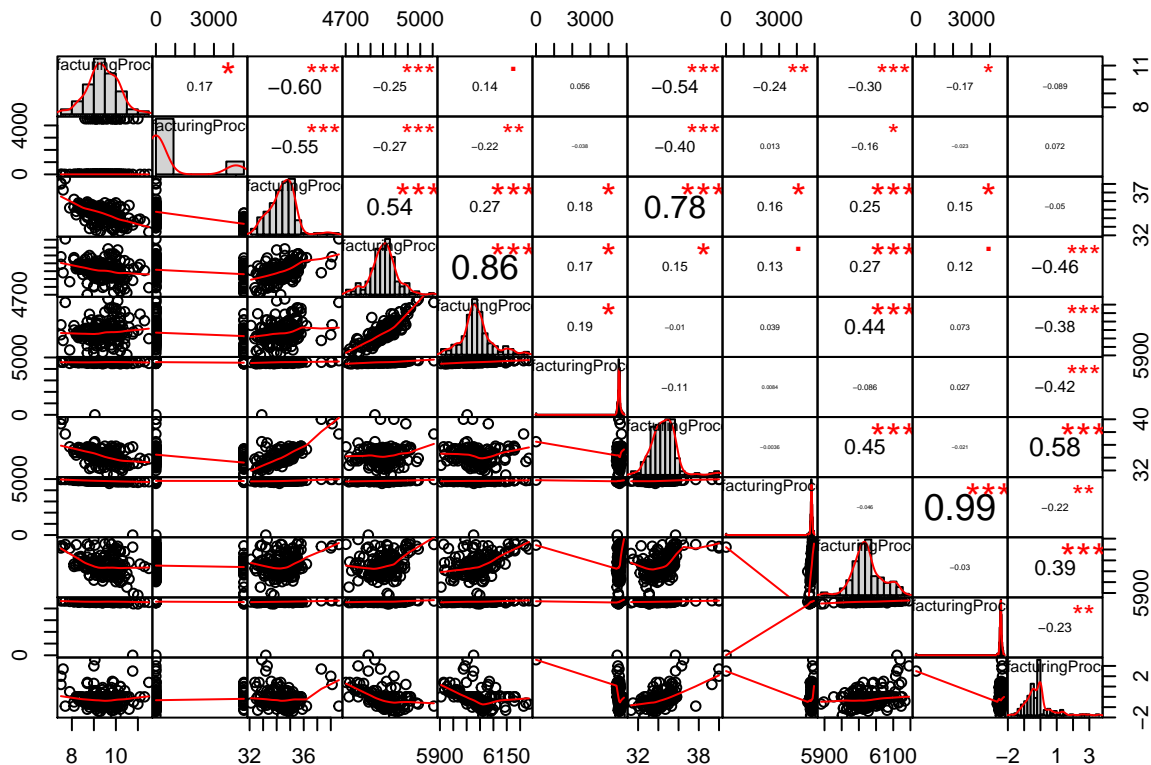 0 3000 4700 5000 0 3000 0 3000 0 3000
facturingProc 0.17 * −0.60 *** −0.25 *** 0.14 . 0.056 −0.54 *** −0.24 ** −0.30 *** −0.17 * −0.089 8 11
0 4000 facturingProc −0.55 *** −0.27 *** −0.22 ** −0.038 −0.40 *** 0.013 −0.16 * −0.023 0.072
facturingProc 0.54 *** 0.27 *** 0.18 * 0.78 *** 0.16 * 0.25 *** 0.15 * −0.05 32 37
4700 facturingProc 0.86 *** 0.17 * 0.15 * 0.13 . 0.27 *** 0.12 . −0.46 ***
facturingProc 0.19 * −0.01 0.039 0.44 *** 0.073 −0.38 *** 5900
0 5000 facturingProc −0.11 0.0084 −0.086 0.027 −0.42 ***
facturingProc −0.0036 0.45 *** −0.021 0.58 *** 32 40
0 5000 facturingProc −0.046 0.99 *** −0.22 **
facturingProc −0.03 0.39 *** 5900
0 facturingProc −0.23 **
facturingProc −2 2
8 10 32 36 5900 6150 32 38 5900 6100 −2 1 3